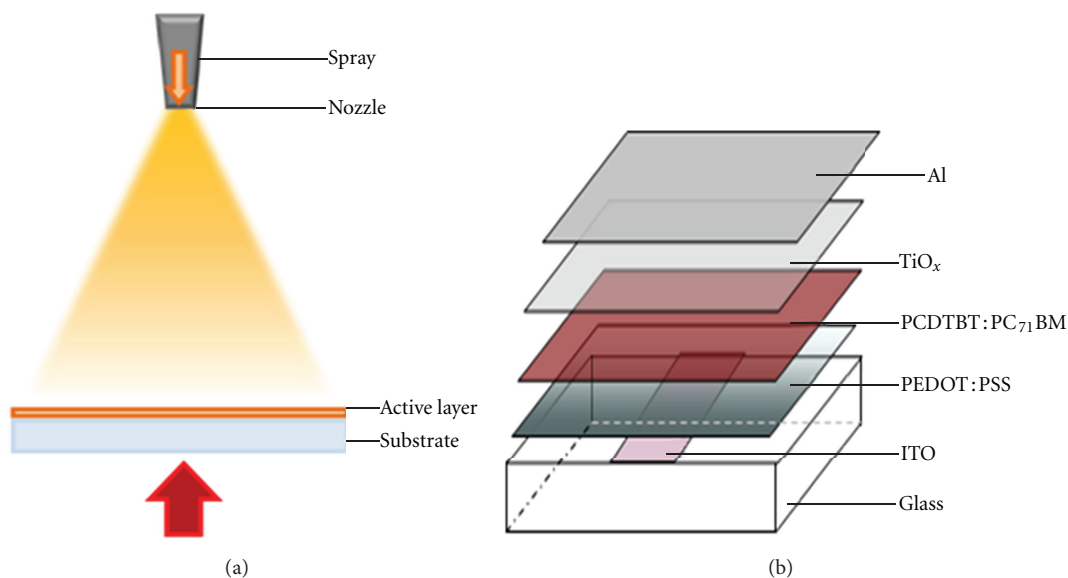 Spray
Nozzle
Active layer
Substrate
(a)
Al
TiOₓ
PCDTBT:PC₇₁BM
PEDOT:PSS
ITO
Glass
(b)